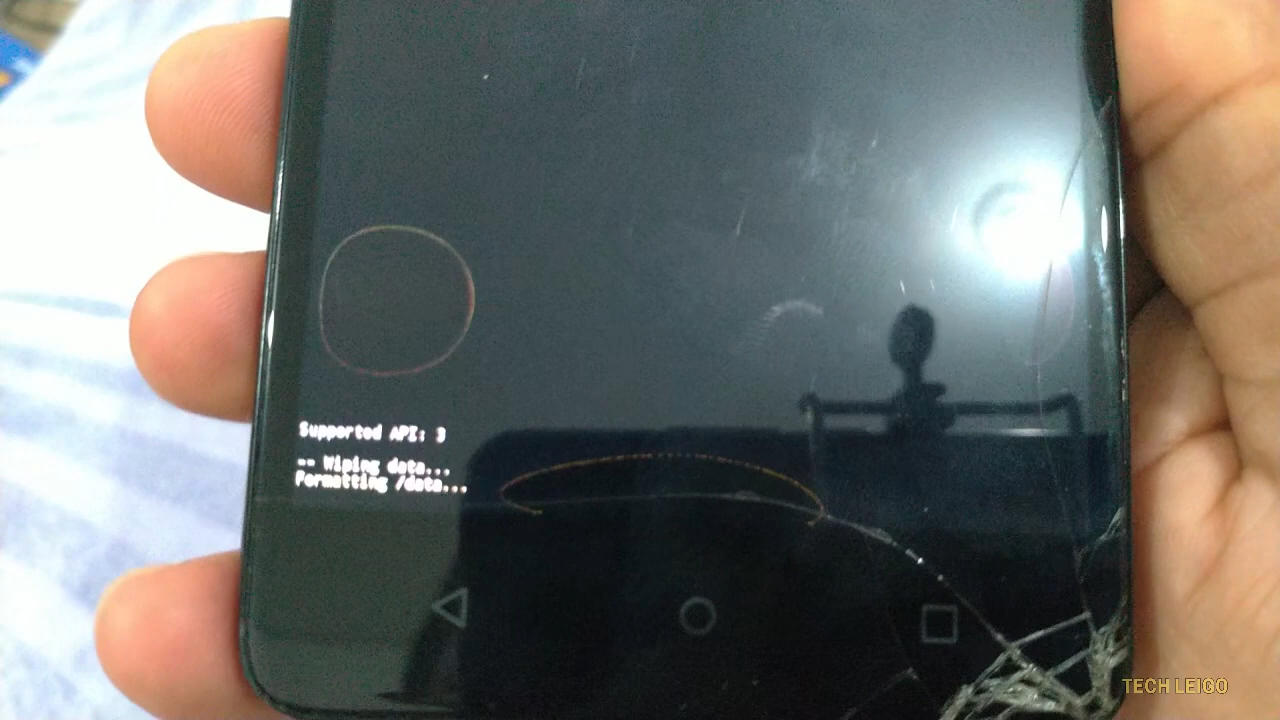 Supported API: 3
-- Wiping data...
Formatting /data...
TECH LEIGO